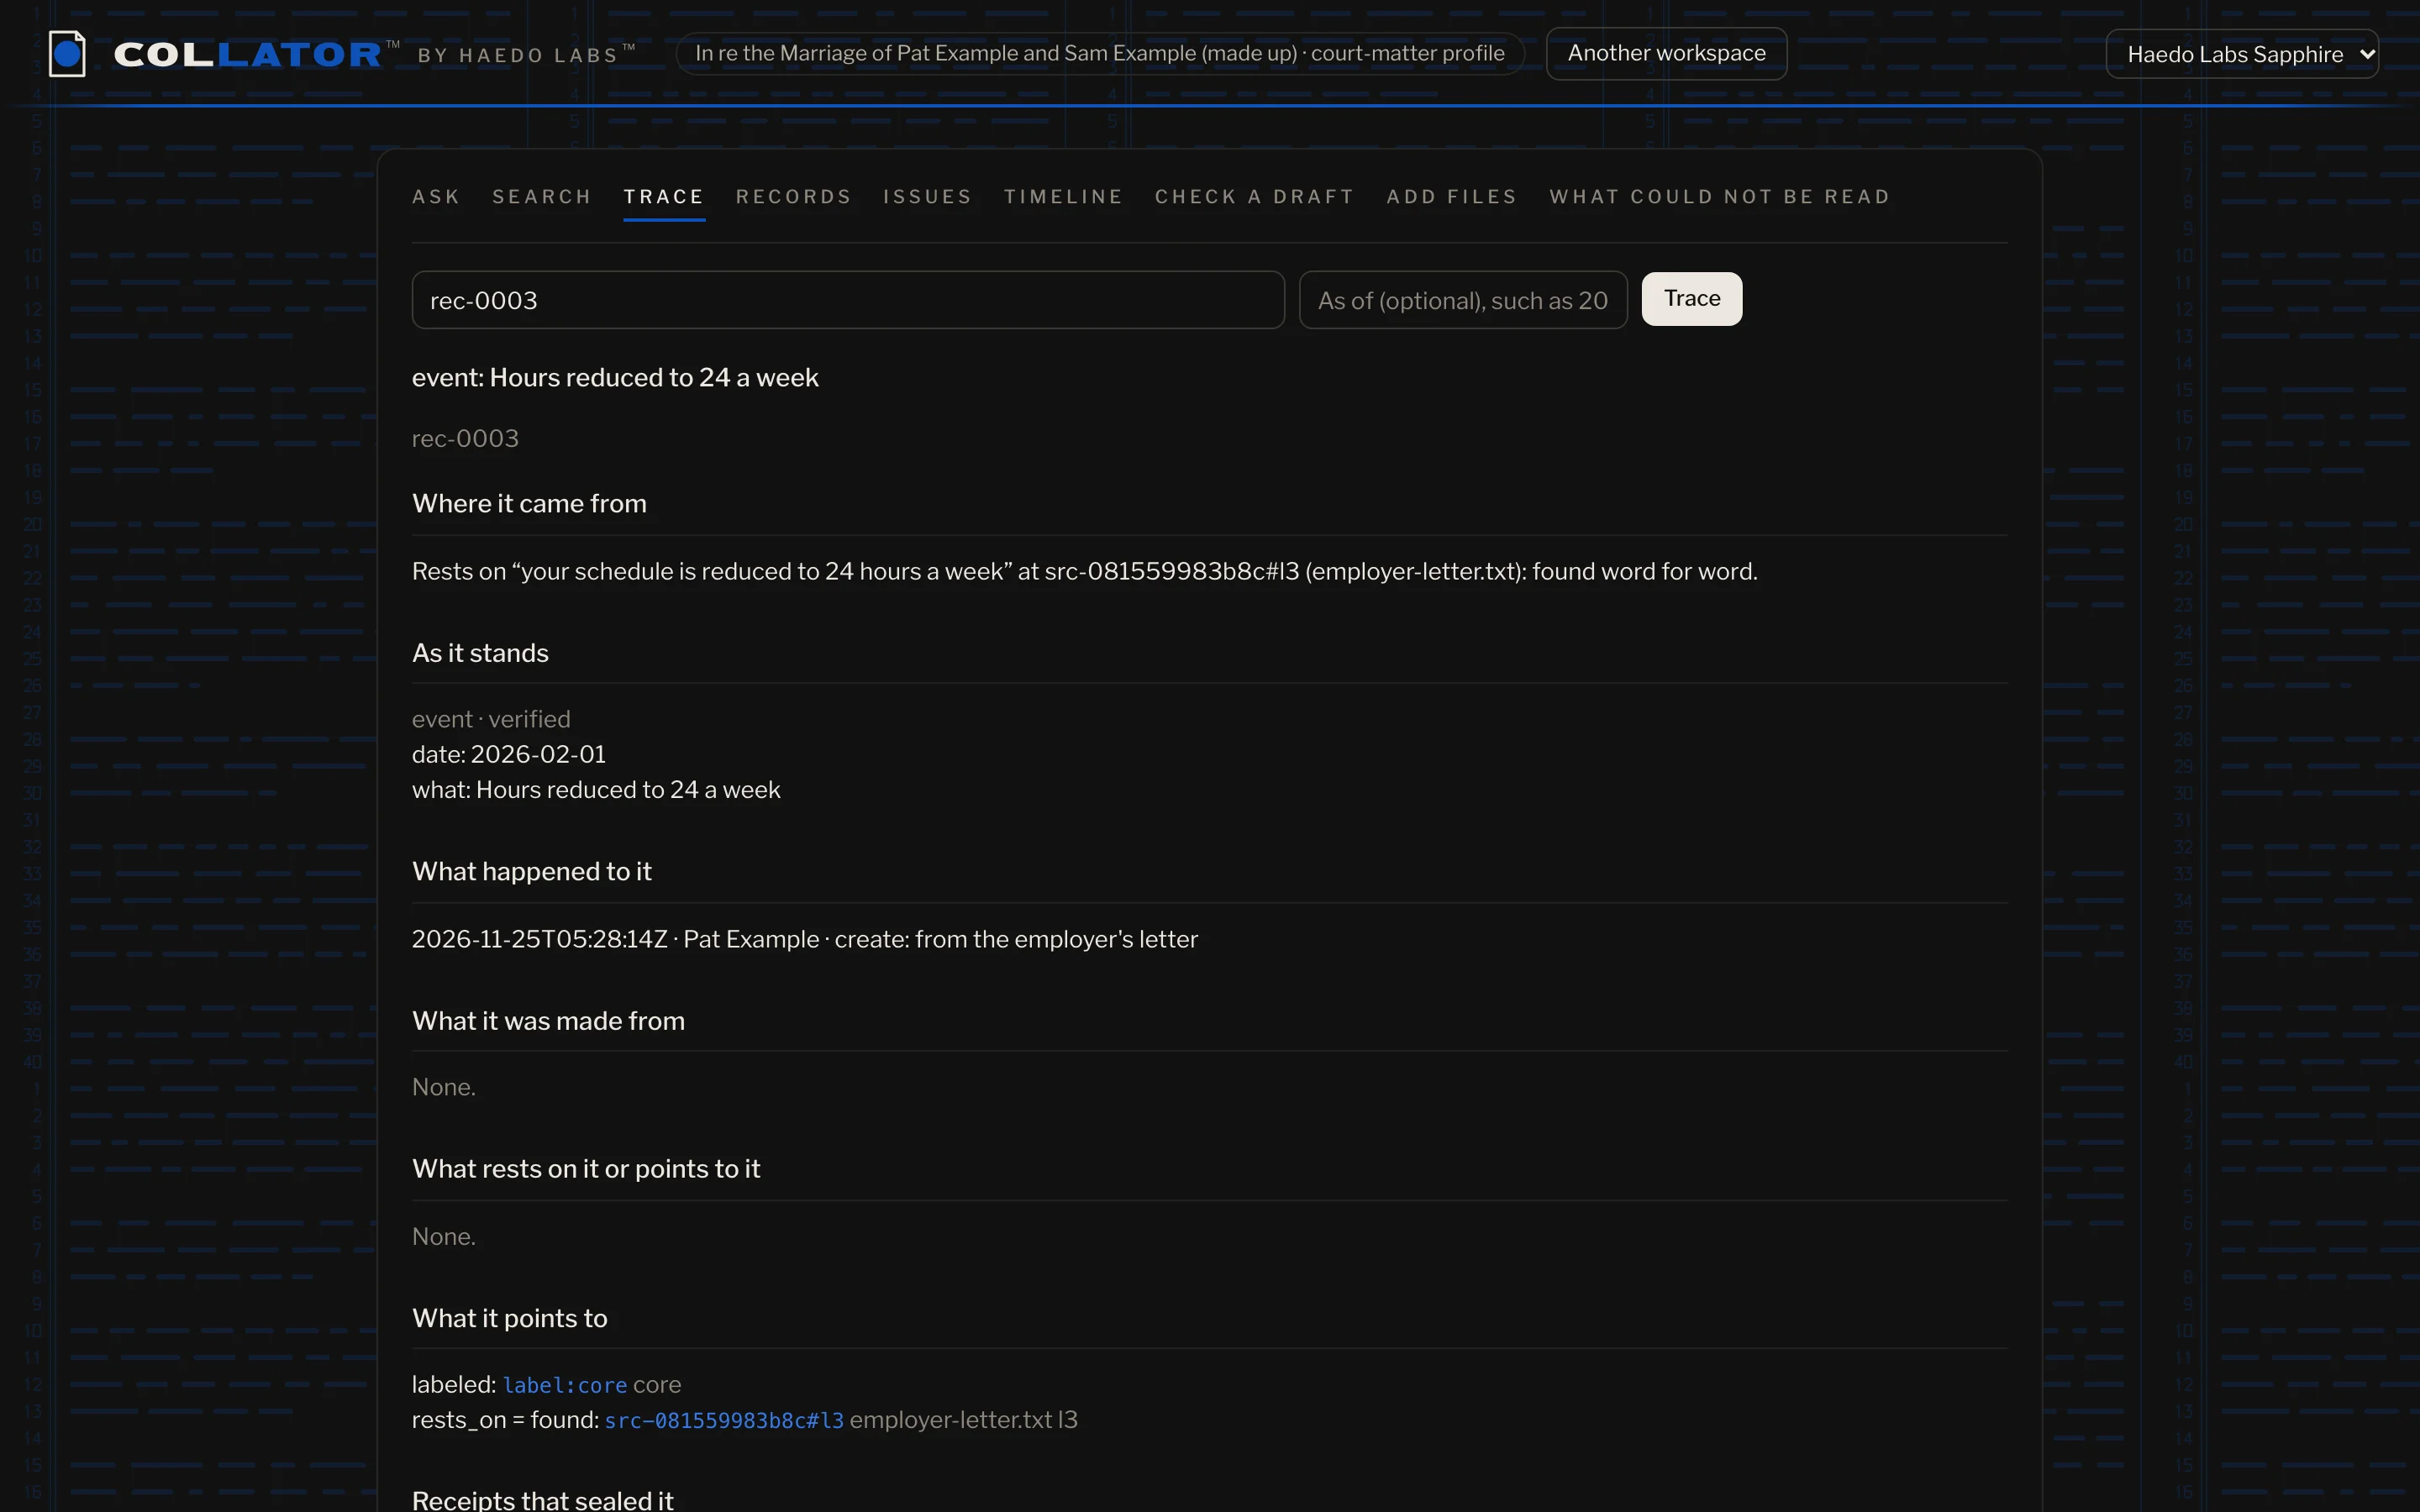 COLLATOR™ BY HAEDO LABS™
In re the Marriage of Pat Example and Sam Example (made up) · court-matter profile
Another workspace
Haedo Labs Sapphire
ASK SEARCH TRACE RECORDS ISSUES TIMELINE CHECK A DRAFT ADD FILES WHAT COULD NOT BE READ
rec-0003
As of (optional), such as 20
Trace
event: Hours reduced to 24 a week
rec-0003
Where it came from
Rests on “your schedule is reduced to 24 hours a week” at src-081559983b8c#l3 (employer-letter.txt): found word for word.
As it stands
event · verified
date: 2026-02-01
what: Hours reduced to 24 a week
What happened to it
2026-11-25T05:28:14Z · Pat Example · create: from the employer's letter
What it was made from
None.
What rests on it or points to it
None.
What it points to
labeled: label:core core
rests_on = found: src-081559983b8c#l3 employer-letter.txt l3
Receipts that sealed it